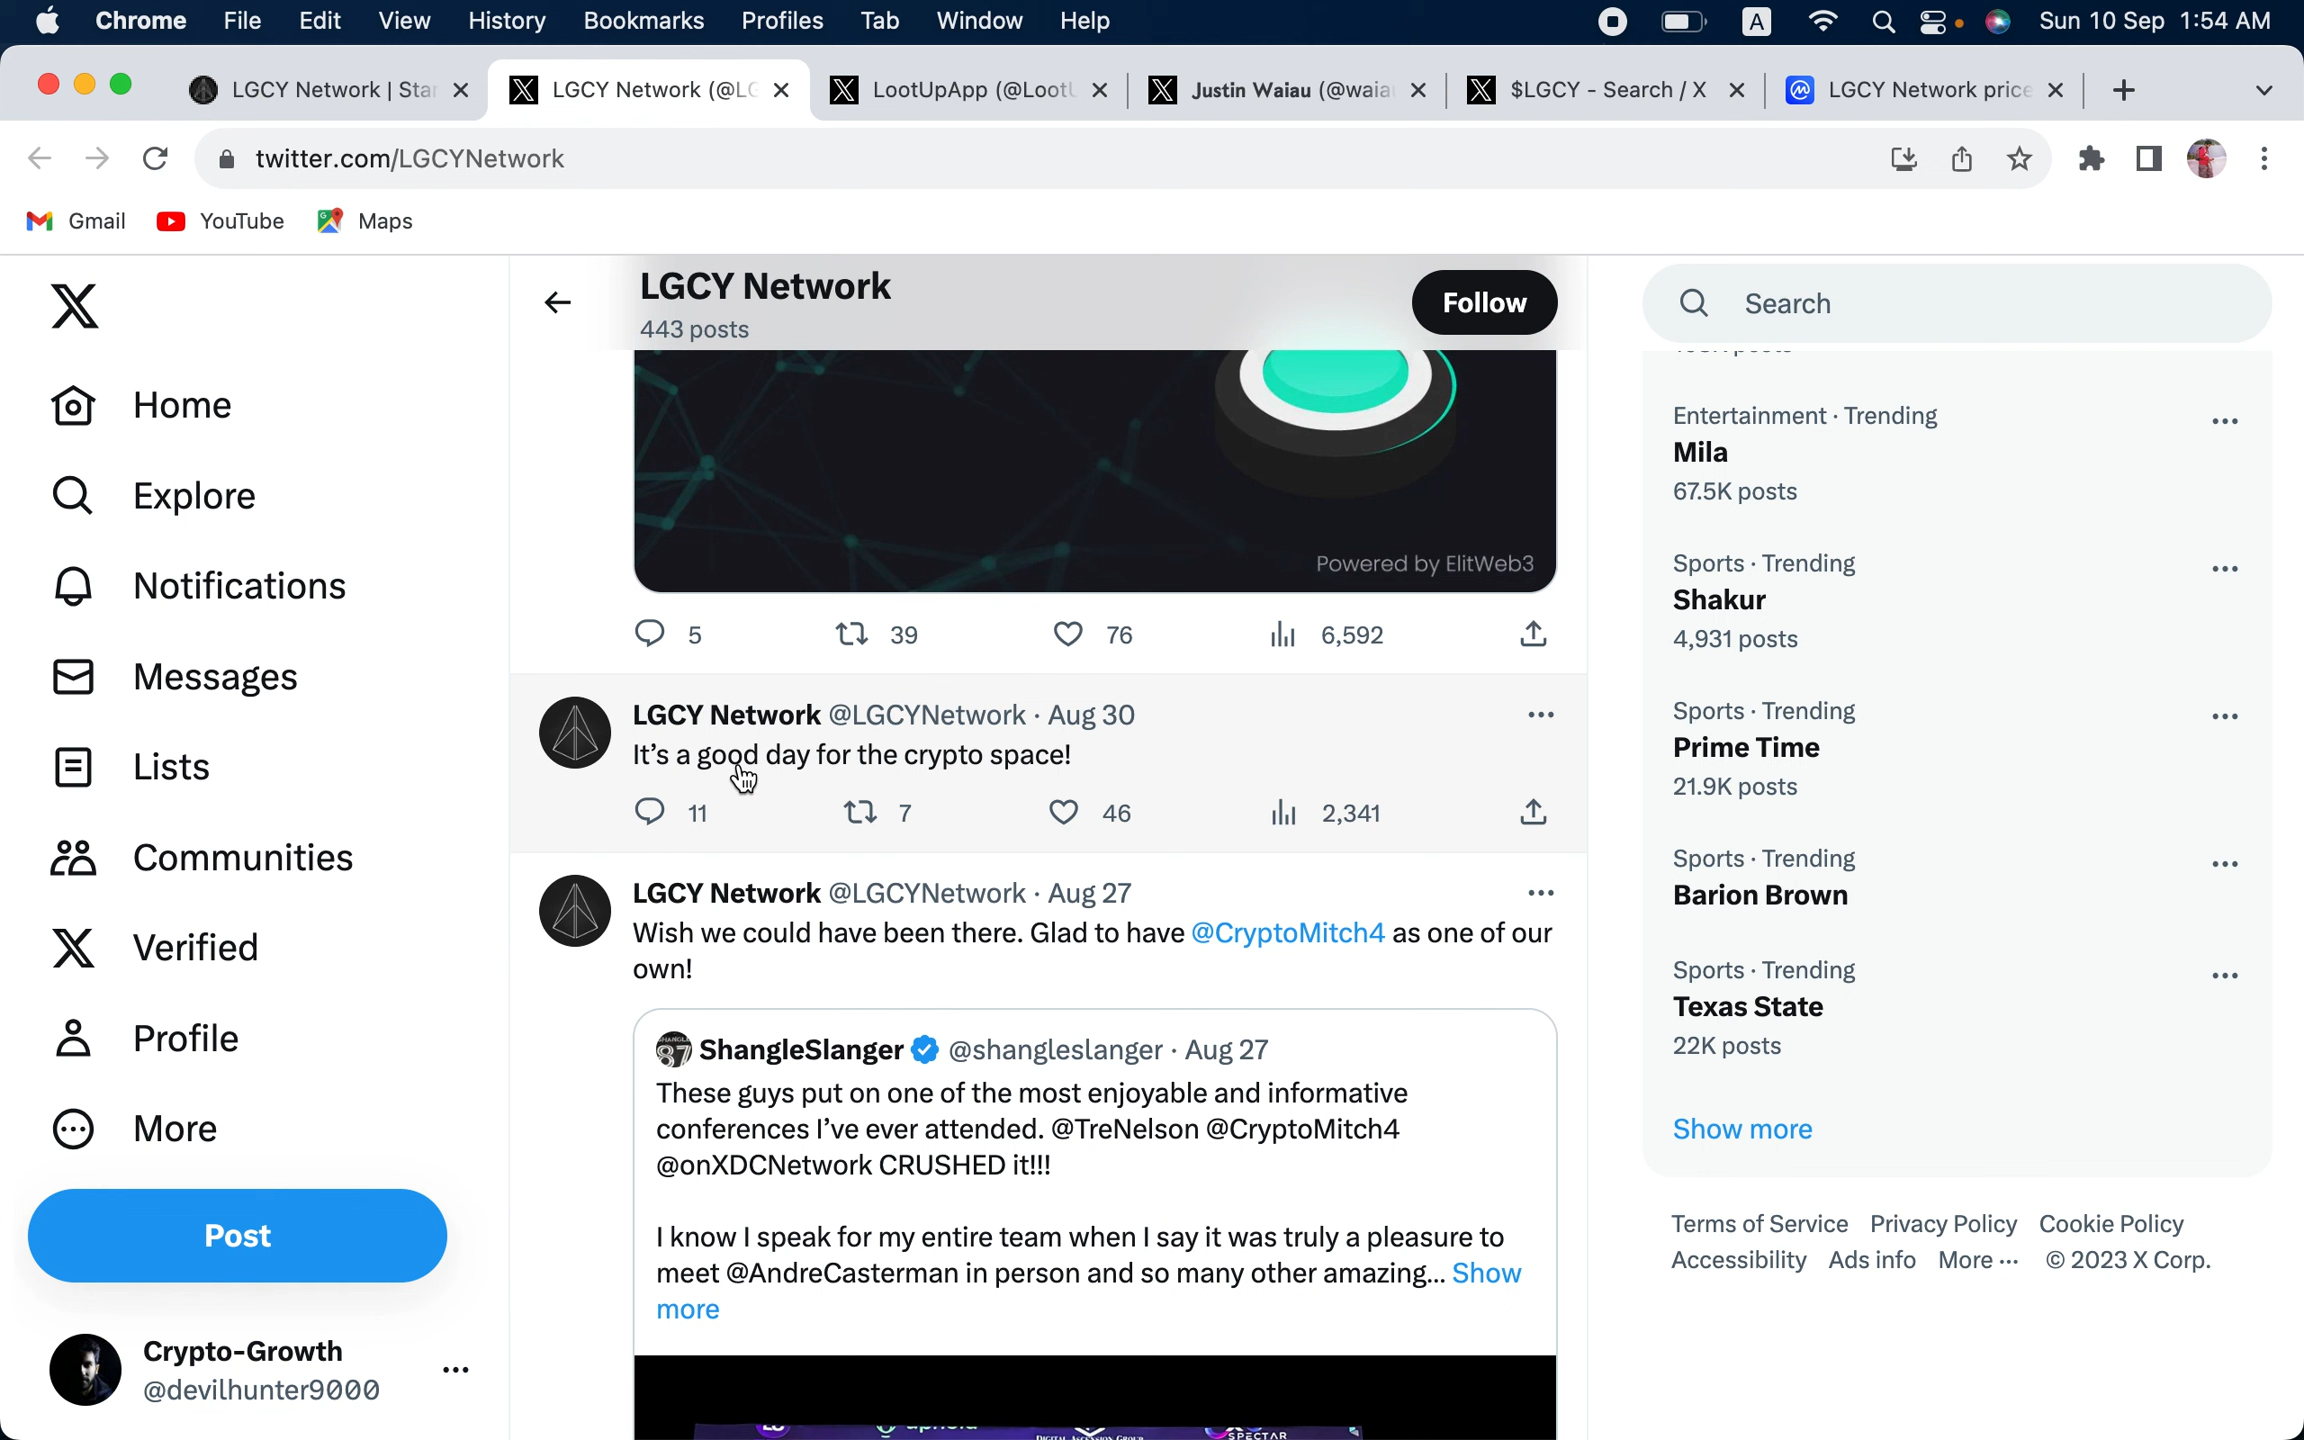 Chrome File Edit View History Bookmarks Profiles Tab Window Help A Sun 10 Sep 1:54 AM
LGCY Network | Star LGCY Network (@LG LootUpApp (@LootU Justin Waiau (@waia $LGCY - Search / X LGCY Network price
twitter.com/LGCYNetwork
Gmail YouTube Maps
LGCY Network
443 posts
Follow
Search
Home
Explore
Notifications
Messages
Lists
Communities
Verified
Profile
More
Post
Crypto-Growth
@devilhunter9000
Powered by ElitWeb3
5 39 76 6,592
LGCY Network @LGCYNetwork · Aug 30
It's a good day for the crypto space!
11 7 46 2,341
LGCY Network @LGCYNetwork · Aug 27
Wish we could have been there. Glad to have @CryptoMitch4 as one of our
own!
ShangleSlanger @shangleslanger · Aug 27
These guys put on one of the most enjoyable and informative
conferences I've ever attended. @TreNelson @CryptoMitch4
@onXDCNetwork CRUSHED it!!!
I know I speak for my entire team when I say it was truly a pleasure to
meet @AndreCasterman in person and so many other amazing... Show
more
Entertainment · Trending
Mila
67.5K posts
Sports · Trending
Shakur
4,931 posts
Sports · Trending
Prime Time
21.9K posts
Sports · Trending
Barion Brown
Sports · Trending
Texas State
22K posts
Show more
Terms of Service Privacy Policy Cookie Policy
Accessibility Ads info More ··· © 2023 X Corp.